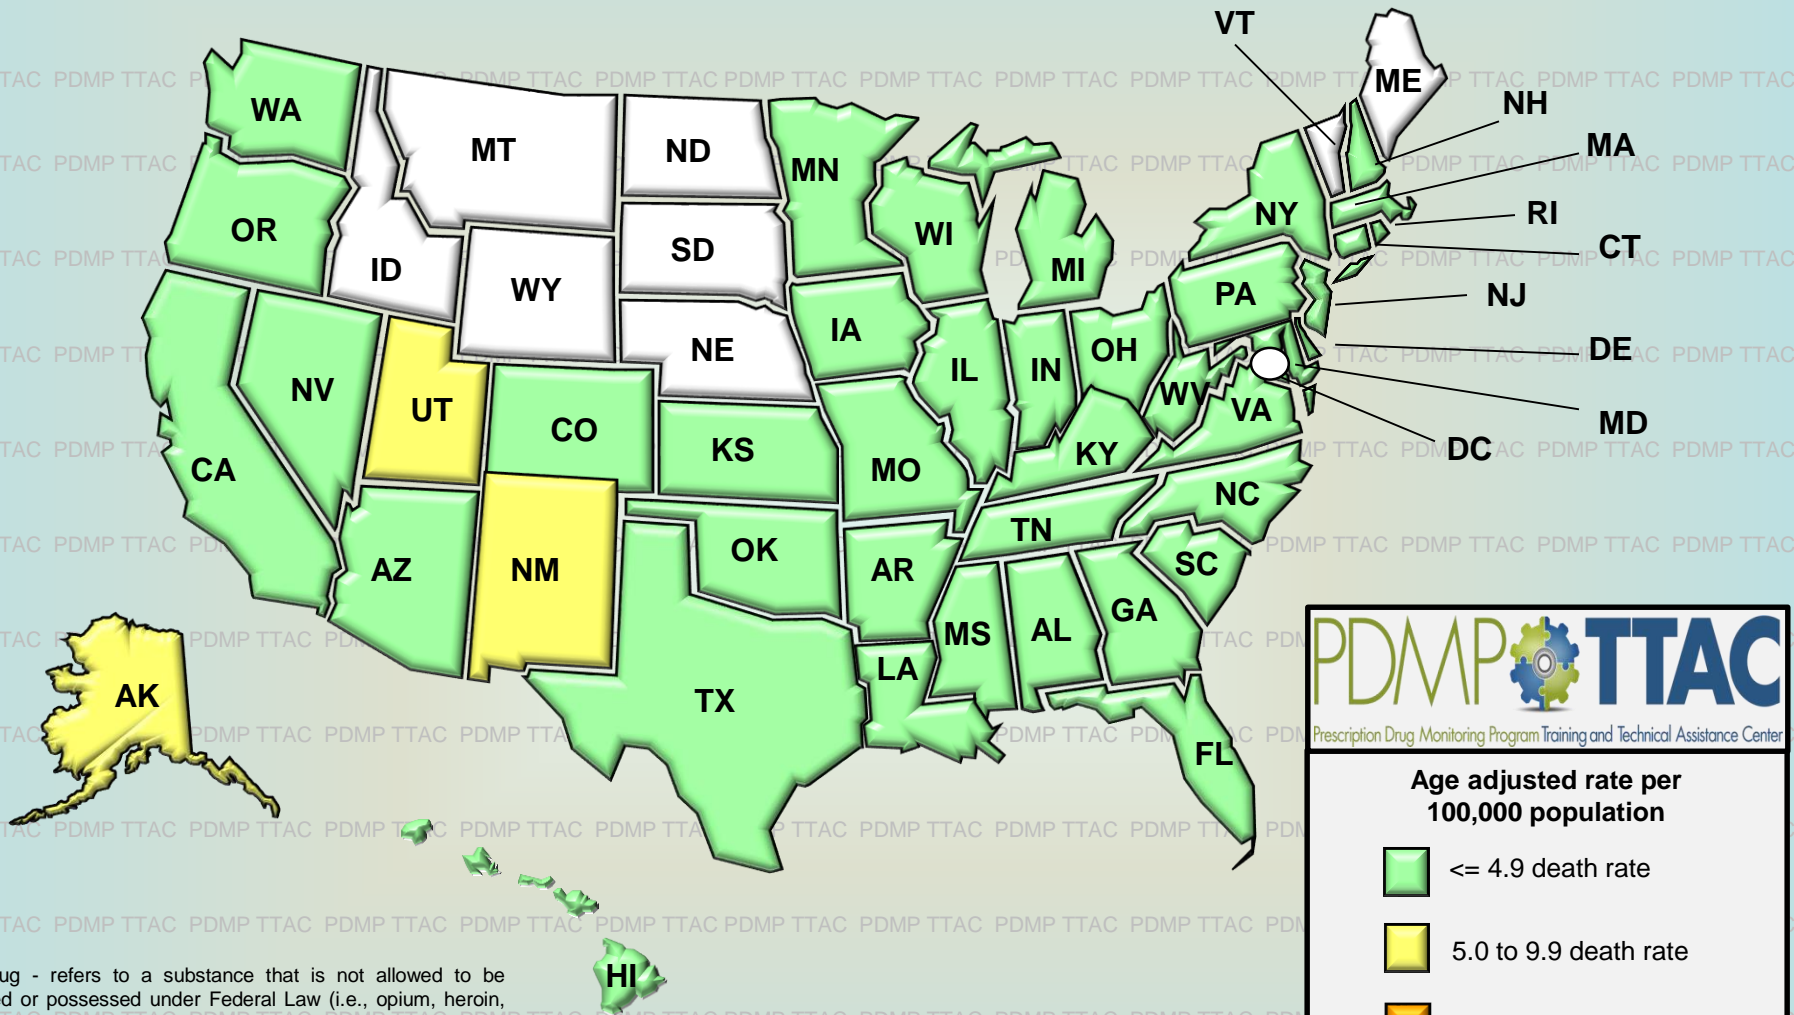 VT
ME
WA
NH
MT
ND
MN
MA
OR
WI
NY
RI
ID
SD
MI
CT
WY
PA
NJ
IA
NE
OH
DE
NV
UT
IL
IN
WV
VA
CO
MD
KS
KY
DC
CA
MO
NC
TN
AZ
NM
OK
AR
SC
MS
AL
GA
LA
AK
TX
FL
HI
PDMP TTAC
Prescription Drug Monitoring Program Training and Technical Assistance Center
Age adjusted rate per
100,000 population
<= 4.9 death rate
5.0 to 9.9 death rate
- refers to a substance that is not allowed to be
or possessed under Federal Law (i.e., opium, heroin,